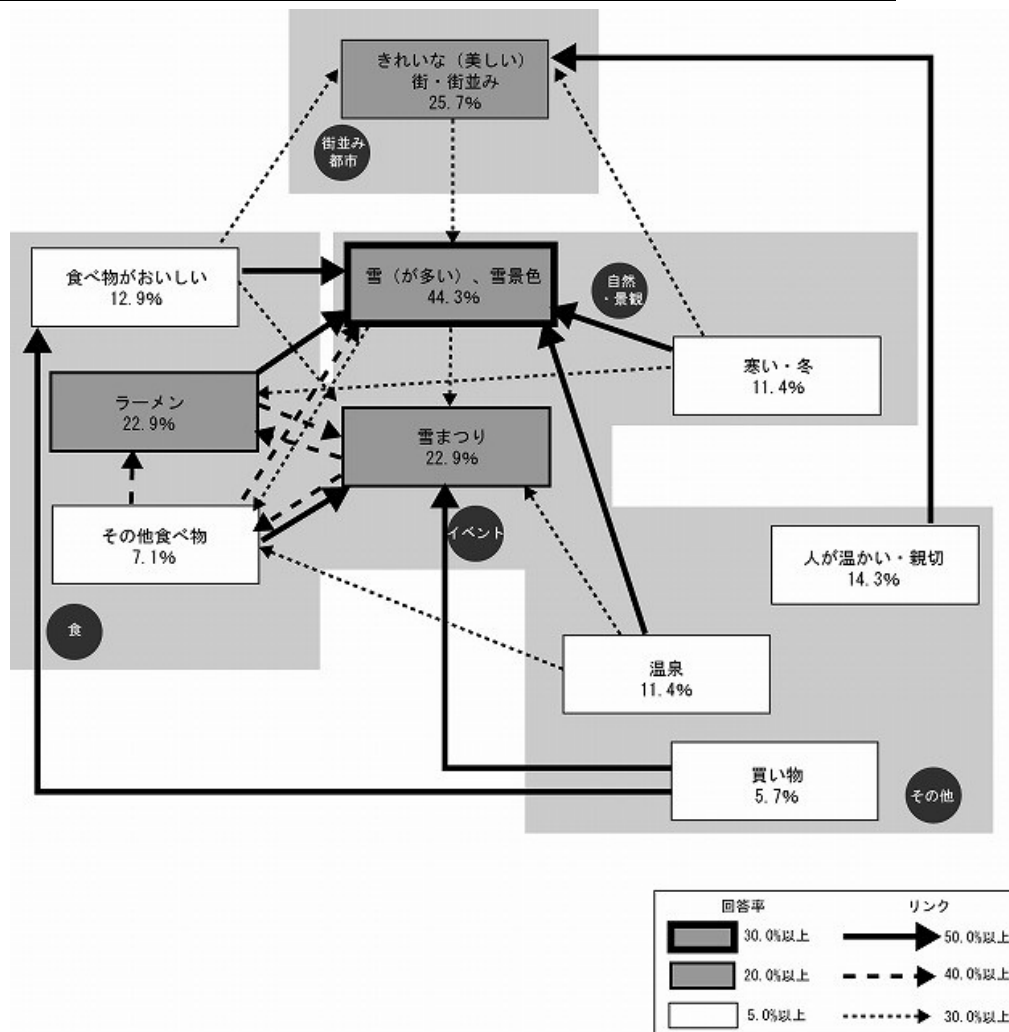 きれいな（美しい）
街・街並み
25.7%
街並み
都市
食べ物がおいしい
12.9%
雪（が多い）、雪景色
44.3%
自然
・景観
寒い・冬
11.4%
ラーメン
22.9%
雪まつり
22.9%
その他食べ物
7.1%
イベント
人が温かい・親切
14.3%
食
温泉
11.4%
買い物
5.7%
その他
回答率
リンク
30.0%以上
50.0%以上
20.0%以上
40.0%以上
5.0%以上
30.0%以上